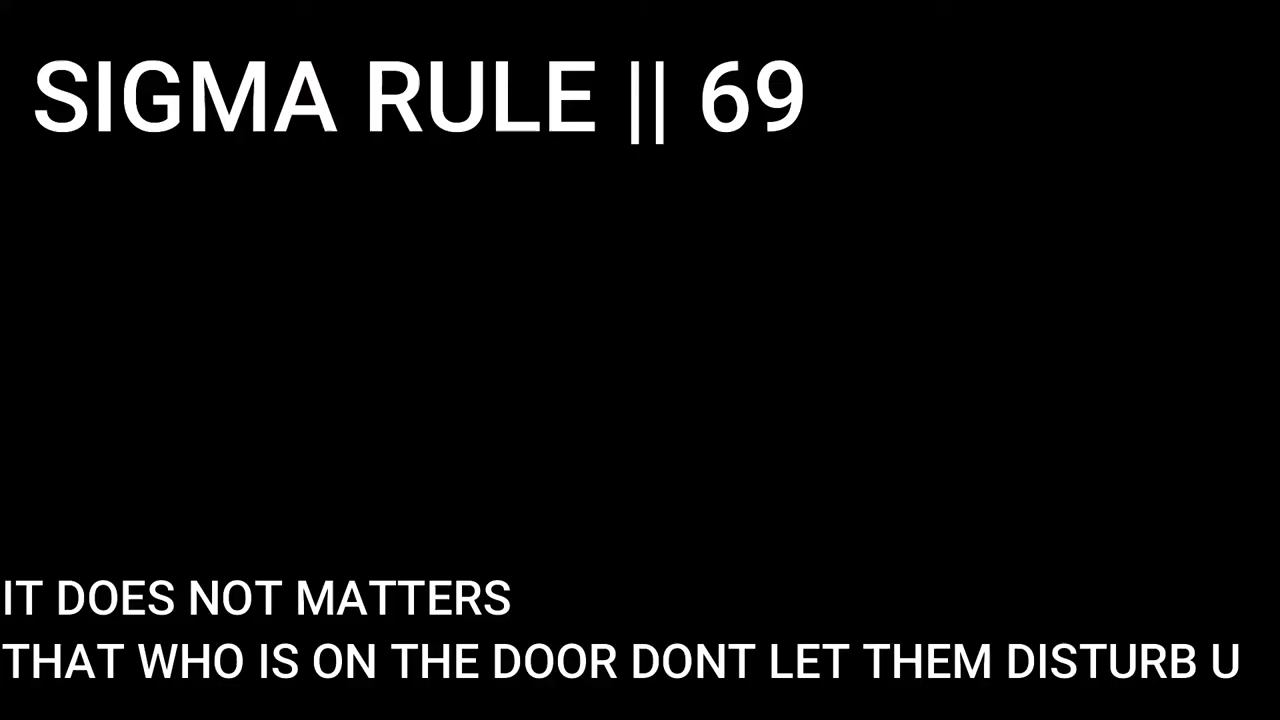 SIGMA RULE || 69
IT DOES NOT MATTERS
THAT WHO IS ON THE DOOR DONT LET THEM DISTURB U